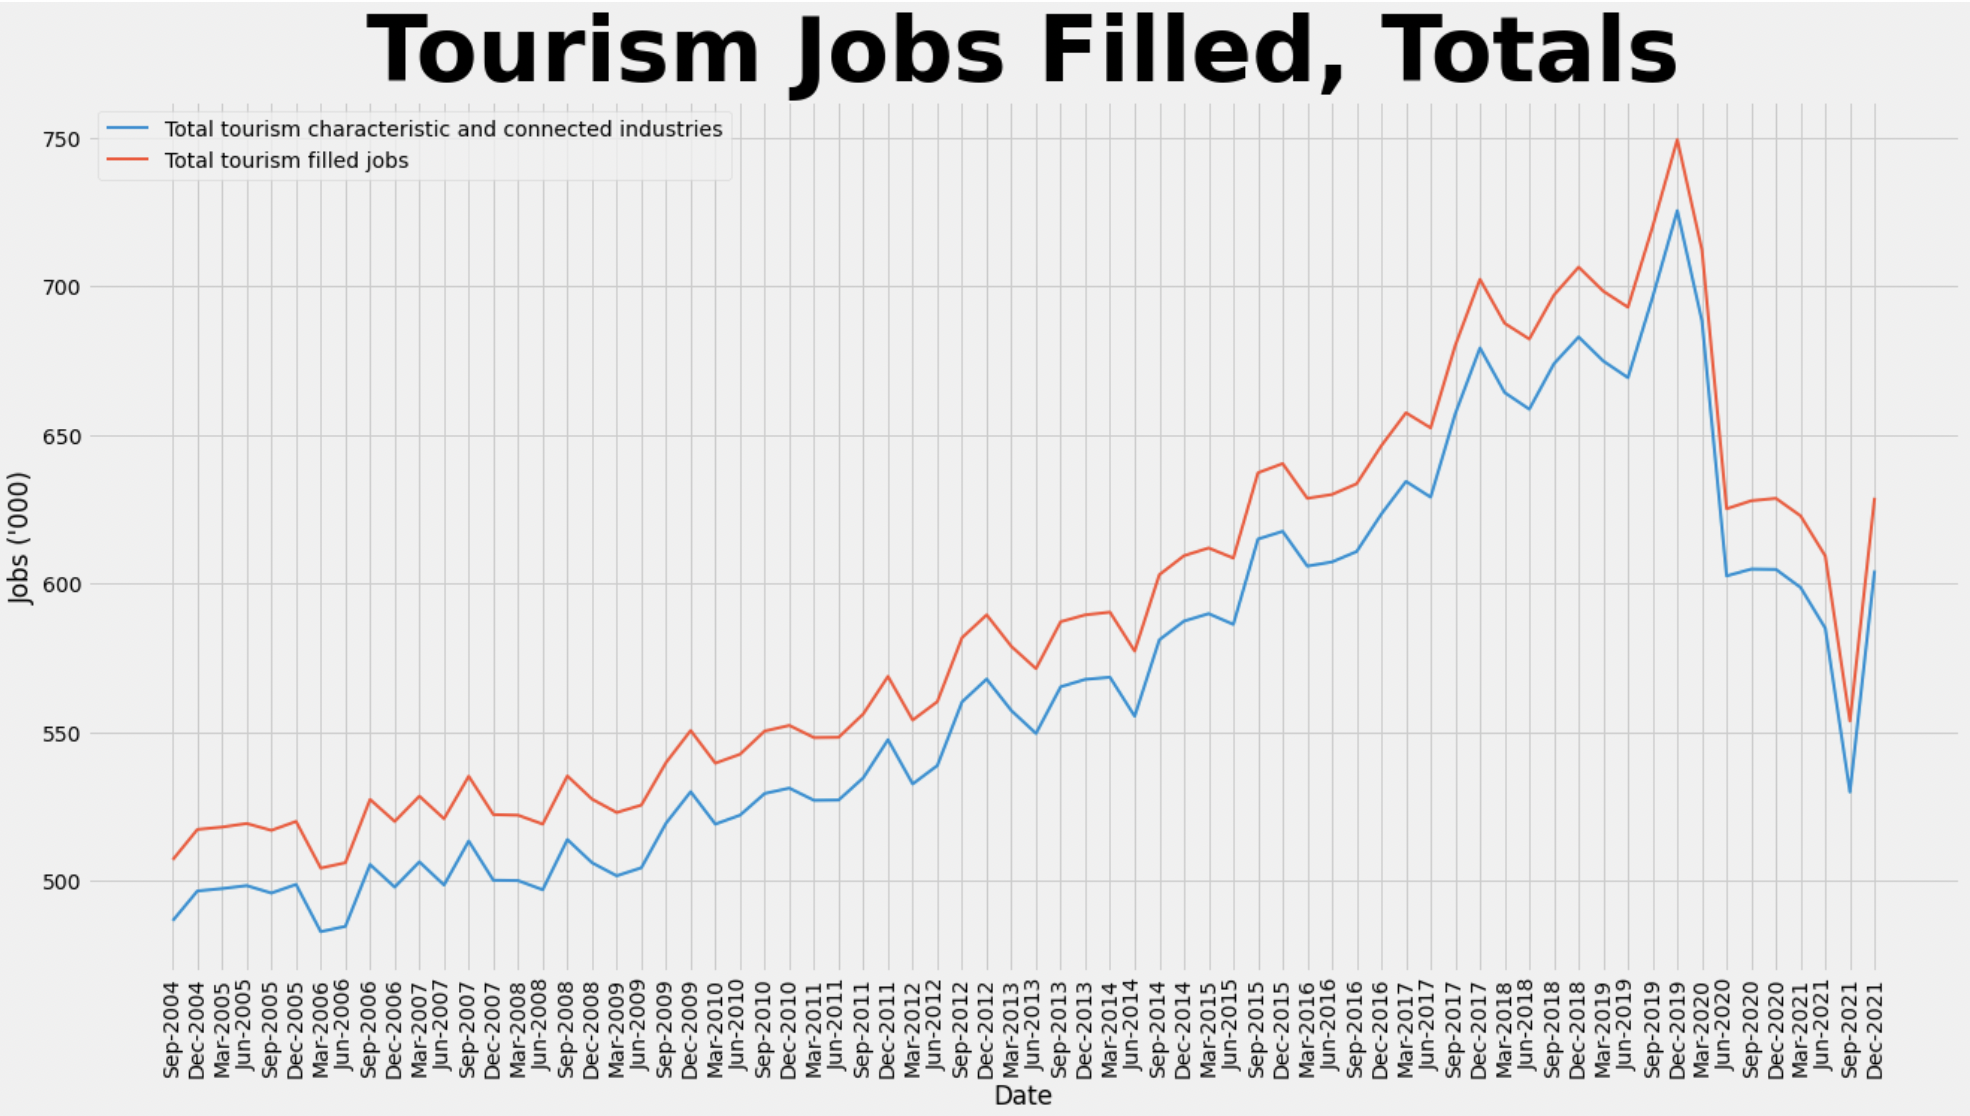 Tourism Jobs Filled, Totals
Total tourism characteristic and connected industries
Total tourism filled jobs
750
700
650
600
550
500
Jobs ('000)
Sep-2004
Dec-2004
Mar-2005
Jun-2005
Sep-2005
Dec-2005
Mar-2006
Jun-2006
Sep-2006
Dec-2006
Mar-2007
Jun-2007
Sep-2007
Dec-2007
Mar-2008
Jun-2008
Sep-2008
Dec-2008
Mar-2009
Jun-2009
Sep-2009
Dec-2009
Mar-2010
Jun-2010
Sep-2010
Dec-2010
Mar-2011
Jun-2011
Sep-2011
Dec-2011
Mar-2012
Jun-2012
Sep-2012
Dec-2012
Mar-2013
Jun-2013
Sep-2013
Dec-2013
Mar-2014
Jun-2014
Sep-2014
Dec-2014
Mar-2015
Jun-2015
Sep-2015
Dec-2015
Mar-2016
Jun-2016
Sep-2016
Dec-2016
Mar-2017
Jun-2017
Sep-2017
Dec-2017
Mar-2018
Jun-2018
Sep-2018
Dec-2018
Mar-2019
Jun-2019
Sep-2019
Dec-2019
Mar-2020
Jun-2020
Sep-2020
Dec-2020
Mar-2021
Jun-2021
Sep-2021
Dec-2021
Date